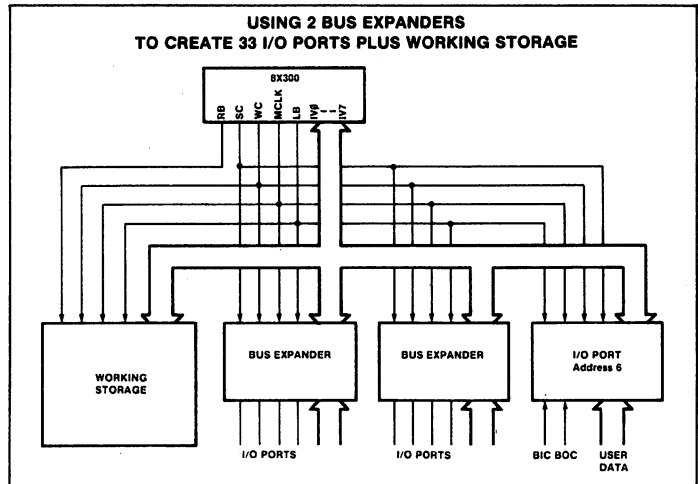 USING 2 BUS EXPANDERS
TO CREATE 33 I/O PORTS PLUS WORKING STORAGE
8X300
RB SC WC MCLK LB IVØ IV7
WORKING
STORAGE
BUS EXPANDER
BUS EXPANDER
I/O PORT
Address 6
I/O PORTS
I/O PORTS
BIC BOC
USER
DATA